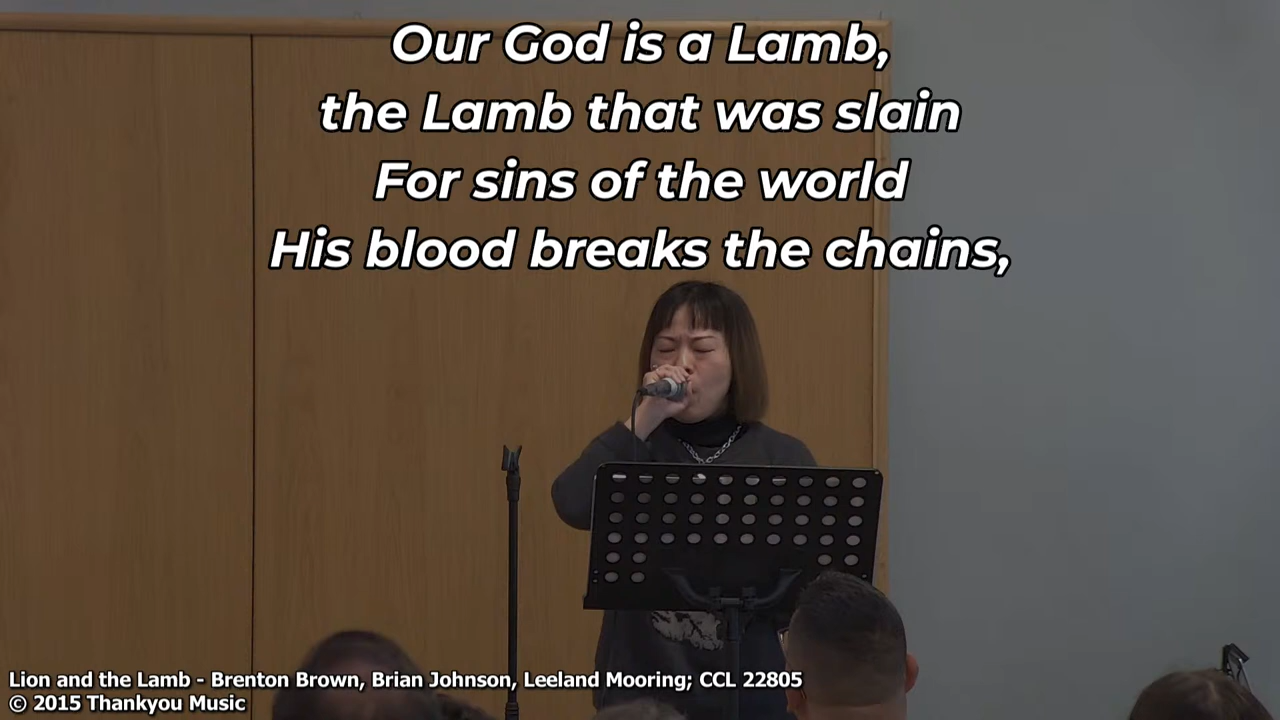 Our God is a Lamb,
the Lamb that was slain
For sins of the world
His blood breaks the chains,
Lion and the Lamb - Brenton Brown, Brian Johnson, Leeland Mooring; CCL 22805
© 2015 Thankyou Music